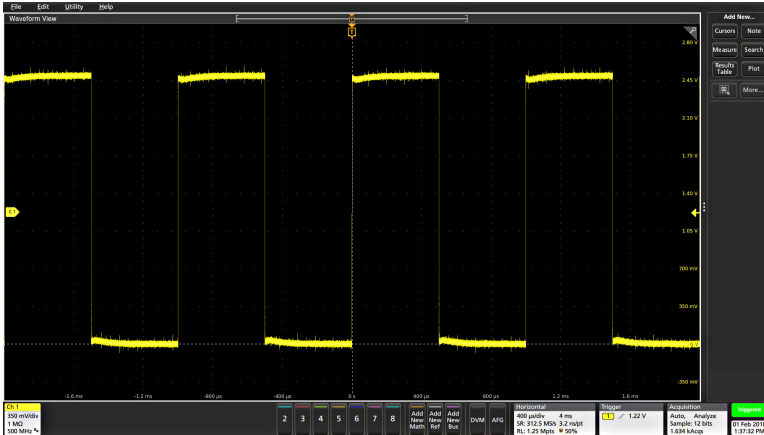 File Edit Utility Help
Waveform View
Add New...
Cursors Note
Measure Search
Results Table Plot
More...
T
2.80 V
2.45 V
2.10 V
1.75 V
1.40 V
C1
1.05 V
700 mV
350 mV
-350 mV
-1.6 ms -1.2 ms -800 µs -400 µs 0 s 400 µs 800 µs 1.2 ms 1.6 ms
Ch 1
350 mV/div
1 MΩ
500 MHz
2 3 4 5 6 7 8
Add New Math
Add New Ref
Add New Bus
DVM AFG
Horizontal
400 µs/div 4 ms
SR: 312.5 MS/s 3.2 ns/pt
RL: 1.25 Mpts 50%
Trigger
1 1.22 V
Acquisition
Auto, Analyze
Sample: 12 bits
1.634 kAcqs
Triggered
01 Feb 2018
1:37:32 PM